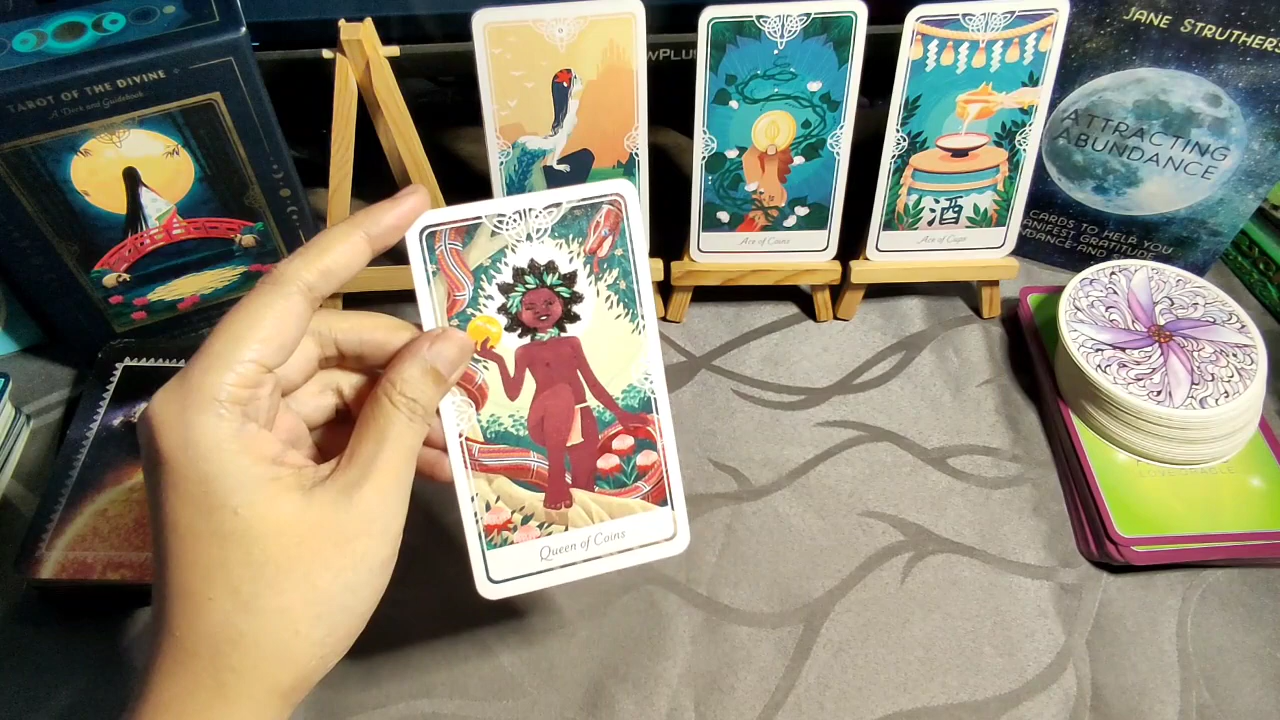 TAROT OF THE DIVINE
A Deck and Guidebook
Ace of Coins
Ace of Cups
酒
Queen of Coins
JANE STRUTHERS
ATTRACTING
ABUNDANCE
CARDS TO HELP YOU